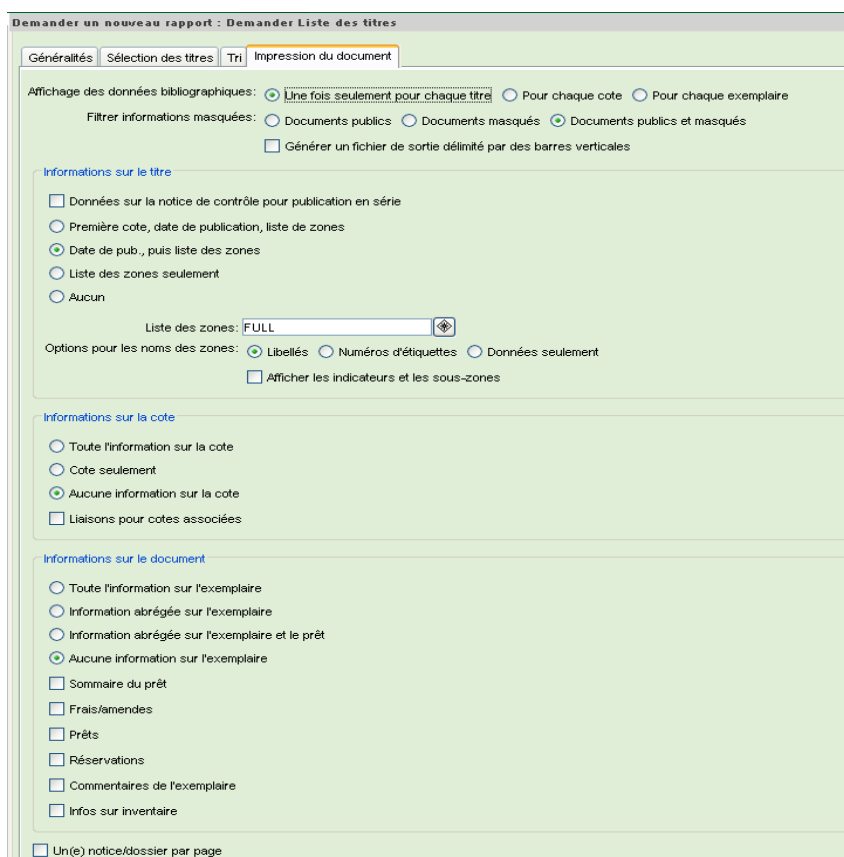 Demander un nouveau rapport : Demander Liste des titres
Généralités Sélection des titres Tri Impression du document
Affichage des données bibliographiques: Une fois seulement pour chaque titre Pour chaque cote Pour chaque exemplaire
Filtrer informations masquées: Documents publics Documents masqués Documents publics et masqués
Générer un fichier de sortie délimité par des barres verticales
Informations sur le titre
Données sur la notice de contrôle pour publication en série
Première cote, date de publication, liste de zones
Date de pub., puis liste des zones
Liste des zones seulement
Aucun
Liste des zones: FULL
Options pour les noms des zones: Libellés Numéros d'étiquettes Données seulement
Afficher les indicateurs et les sous-zones
Informations sur la cote
Toute l'information sur la cote
Cote seulement
Aucune information sur la cote
Liaisons pour cotes associées
Informations sur le document
Toute l'information sur l'exemplaire
Information abrégée sur l'exemplaire
Information abrégée sur l'exemplaire et le prêt
Aucune information sur l'exemplaire
Sommaire du prêt
Frais/amendes
Prêts
Réservations
Commentaires de l'exemplaire
Infos sur inventaire
Un(e) notice/dossier par page